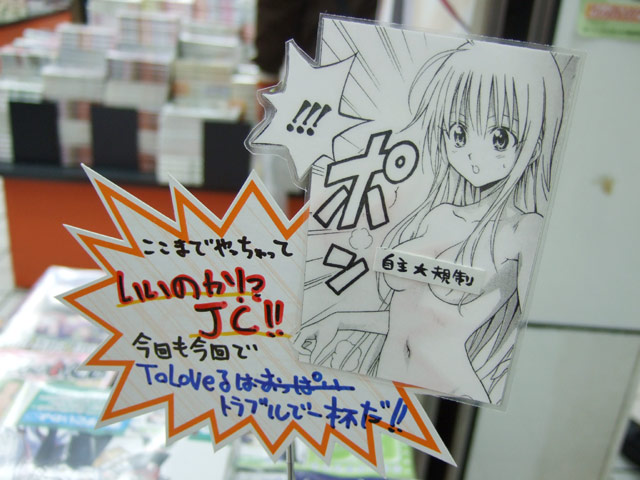 !!!
ポン
自主大規制
ここまでやっちゃって
いいのか!?
JC!!
今回も今回で
ToLOVEるはおっぱ...
トラブルで一杯だ!!